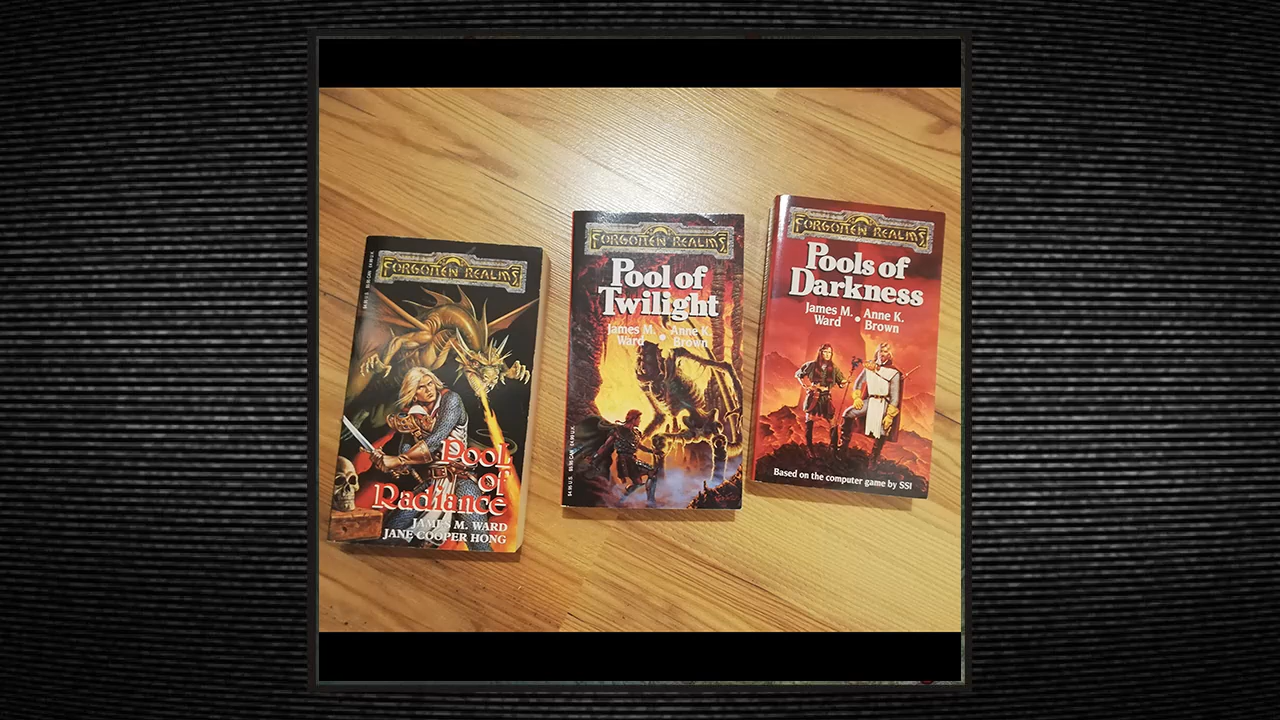 FORGOTTEN REALMS
Pool
of
Radiance
JAMES M. WARD
JANE COOPER HONG
FORGOTTEN REALMS
Pool of
Twilight
James M. Ward • Anne K. Brown
FORGOTTEN REALMS
Pools of
Darkness
James M. Ward • Anne K. Brown
Based on the computer game by SSI